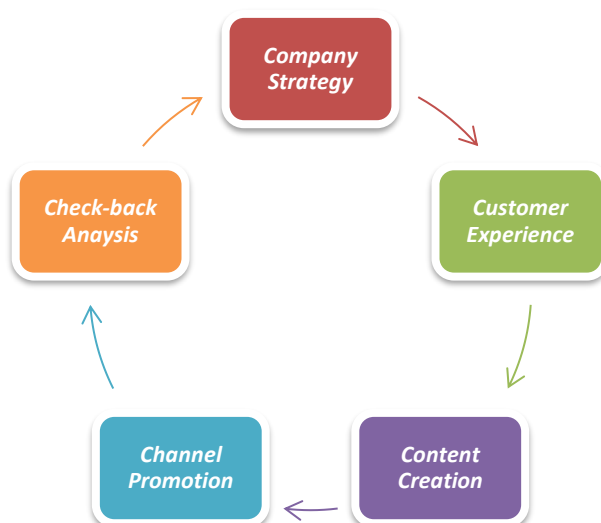 Company
Strategy
Customer
Experience
Content
Creation
Channel
Promotion
Check-back
Anaysis